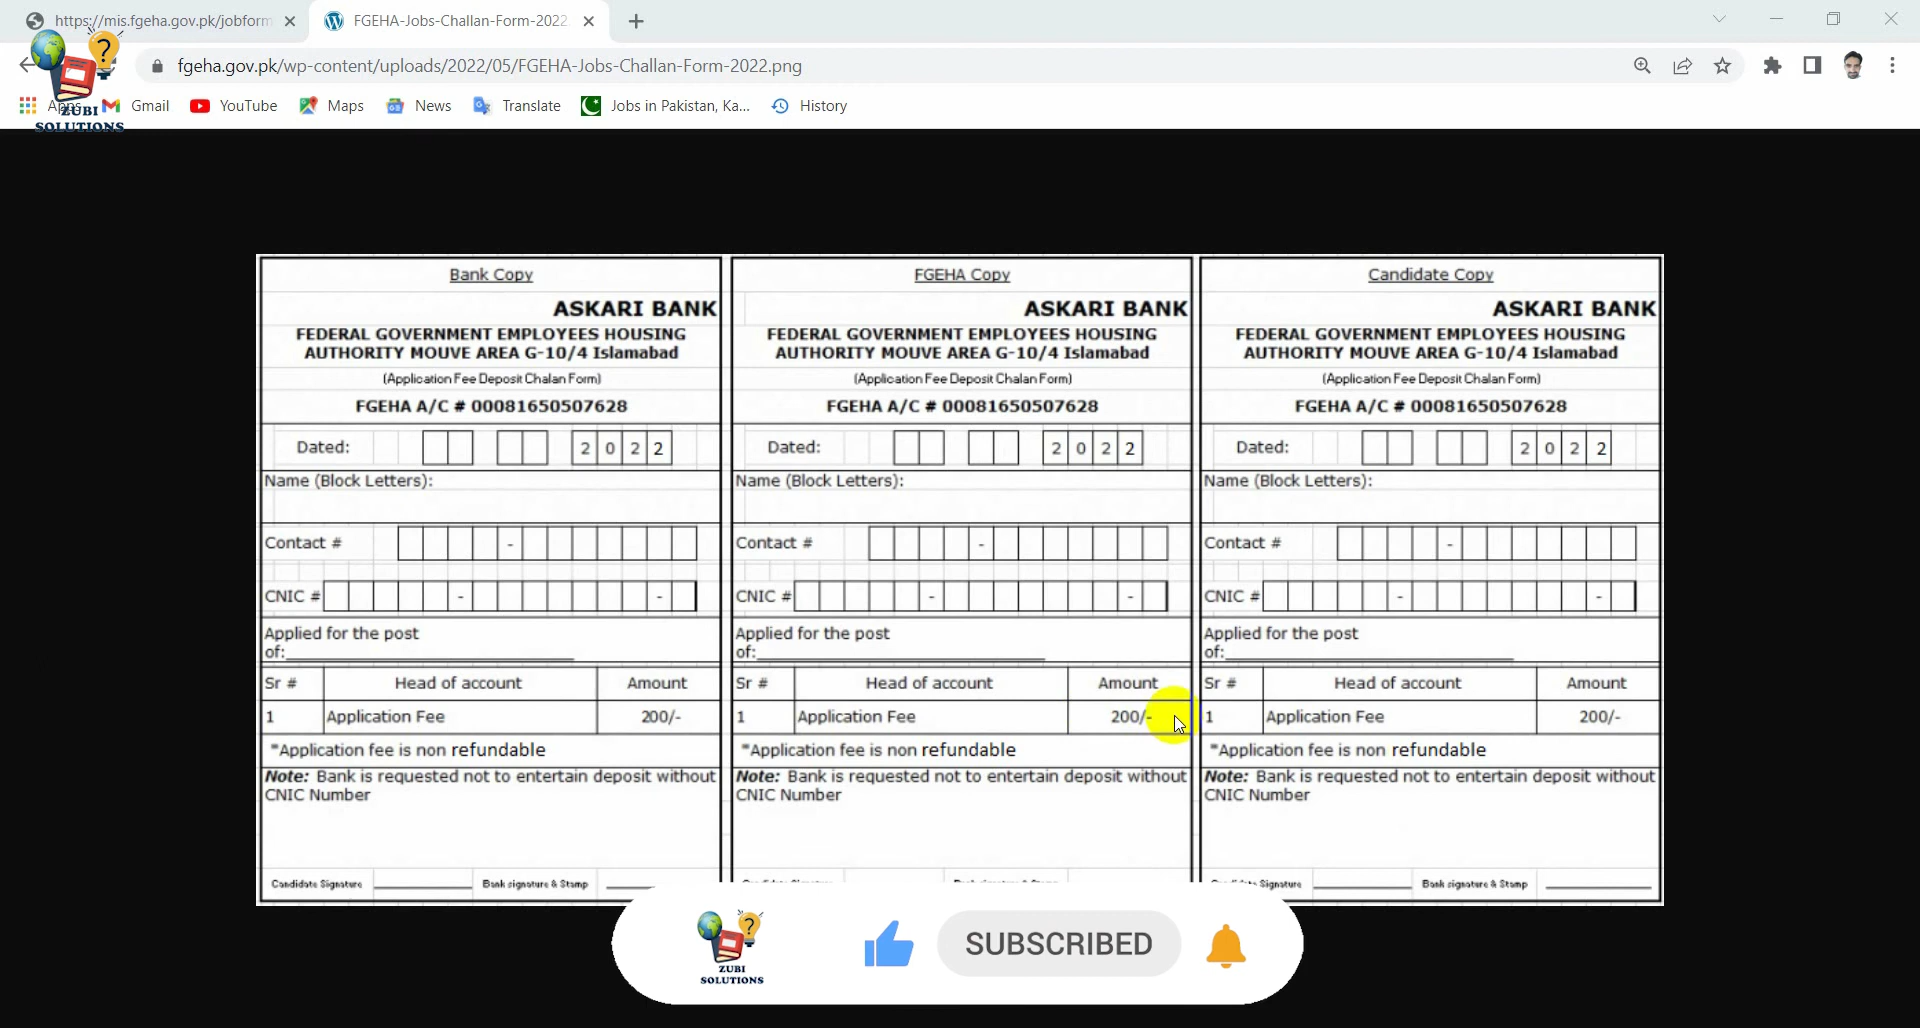 https://mis.fgeha.gov.pk/jobform
FGEHA-Jobs-Challan-Form-2022
fgeha.gov.pk/wp-content/uploads/2022/05/FGEHA-Jobs-Challan-Form-2022.png
Apps
Gmail
YouTube
Maps
News
Translate
Jobs in Pakistan, Ka...
History
ZUBI
SOLUTIONS
Bank Copy
ASKARI BANK
FEDERAL GOVERNMENT EMPLOYEES HOUSING
AUTHORITY MOUVE AREA G-10/4 Islamabad
(Application Fee Deposit Chalan Form)
FGEHA A/C # 00081650507628
Dated: 2 0 2 2
Name (Block Letters):
Contact # -
CNIC # - -
Applied for the post
of:
Sr # Head of account Amount
1 Application Fee 200/-
*Application fee is non refundable
Note: Bank is requested not to entertain deposit without
CNIC Number
Candidate Signature Bank signature & Stamp
FGEHA Copy
ASKARI BANK
FEDERAL GOVERNMENT EMPLOYEES HOUSING
AUTHORITY MOUVE AREA G-10/4 Islamabad
(Application Fee Deposit Chalan Form)
FGEHA A/C # 00081650507628
Dated: 2 0 2 2
Name (Block Letters):
Contact # -
CNIC # - -
Applied for the post
of:
Sr # Head of account Amount
1 Application Fee 200/-
*Application fee is non refundable
Note: Bank is requested not to entertain deposit without
CNIC Number
Candidate Copy
ASKARI BANK
FEDERAL GOVERNMENT EMPLOYEES HOUSING
AUTHORITY MOUVE AREA G-10/4 Islamabad
(Application Fee Deposit Chalan Form)
FGEHA A/C # 00081650507628
Dated: 2 0 2 2
Name (Block Letters):
Contact # -
CNIC # - -
Applied for the post
of:
Sr # Head of account Amount
1 Application Fee 200/-
*Application fee is non refundable
Note: Bank is requested not to entertain deposit without
CNIC Number
Signature Bank signature & Stamp
ZUBI
SOLUTIONS
SUBSCRIBED